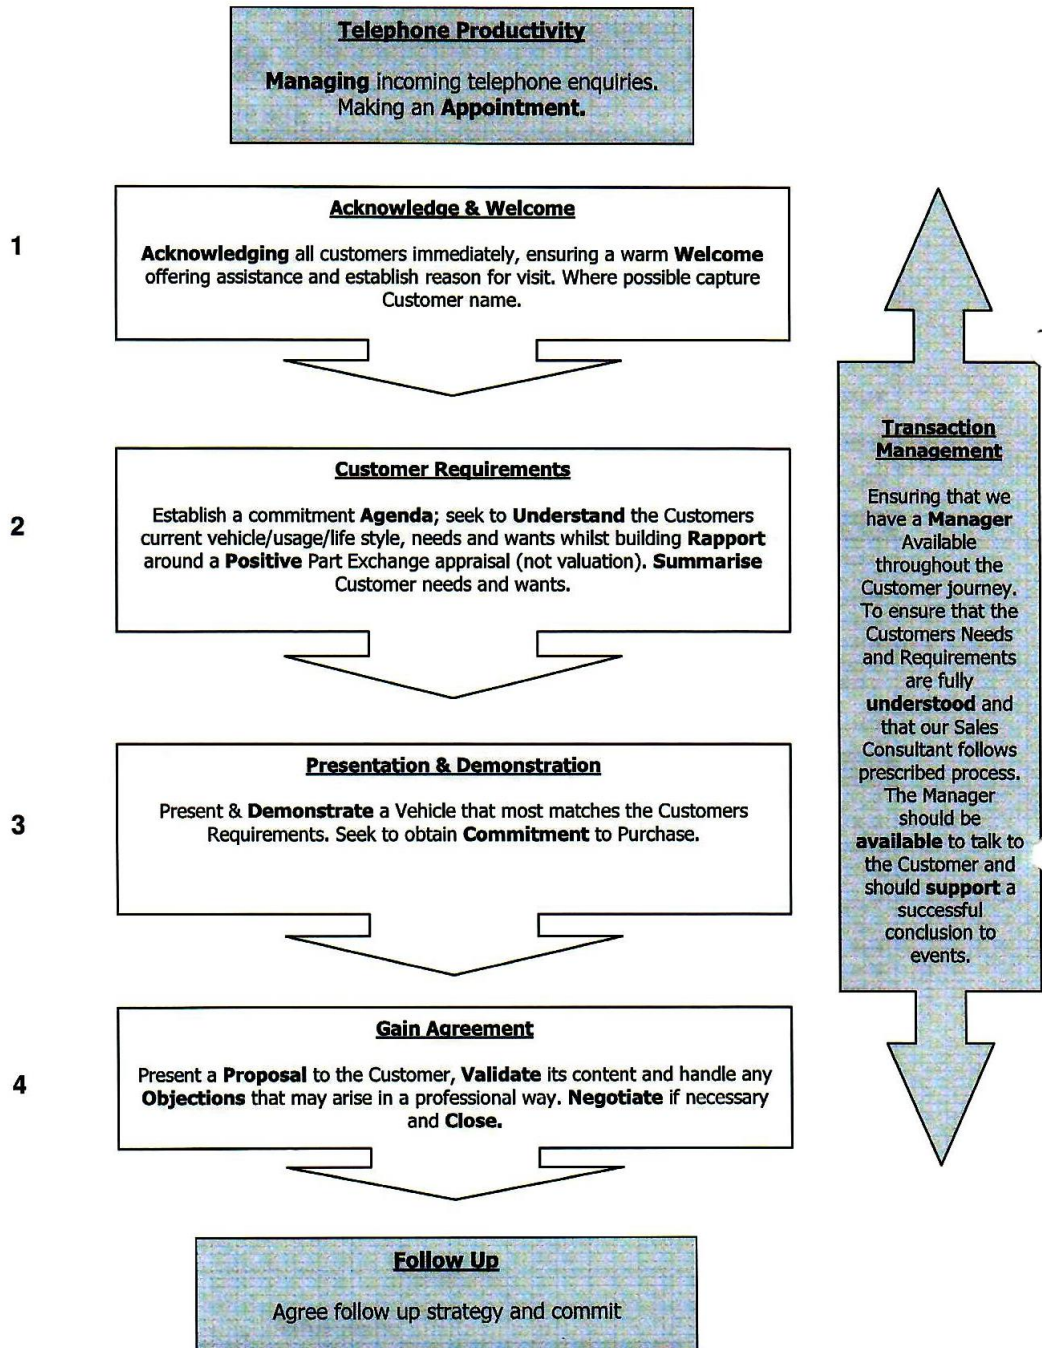 Telephone Productivity
Managing incoming telephone enquiries.
Making an Appointment.
1
Acknowledge & Welcome
Acknowledging all customers immediately, ensuring a warm Welcome
offering assistance and establish reason for visit. Where possible capture
Customer name.
2
Customer Requirements
Establish a commitment Agenda; seek to Understand the Customers
current vehicle/usage/life style, needs and wants whilst building Rapport
around a Positive Part Exchange appraisal (not valuation). Summarise
Customer needs and wants.
3
Presentation & Demonstration
Present & Demonstrate a Vehicle that most matches the Customers
Requirements. Seek to obtain Commitment to Purchase.
4
Gain Agreement
Present a Proposal to the Customer, Validate its content and handle any
Objections that may arise in a professional way. Negotiate if necessary
and Close.
Follow Up
Agree follow up strategy and commit
Transaction
Management
Ensuring that we
have a Manager
Available
throughout the
Customer journey.
To ensure that the
Customers Needs
and Requirements
are fully
understood and
that our Sales
Consultant follows
prescribed process.
The Manager
should be
available to talk to
the Customer and
should support a
successful
conclusion to
events.